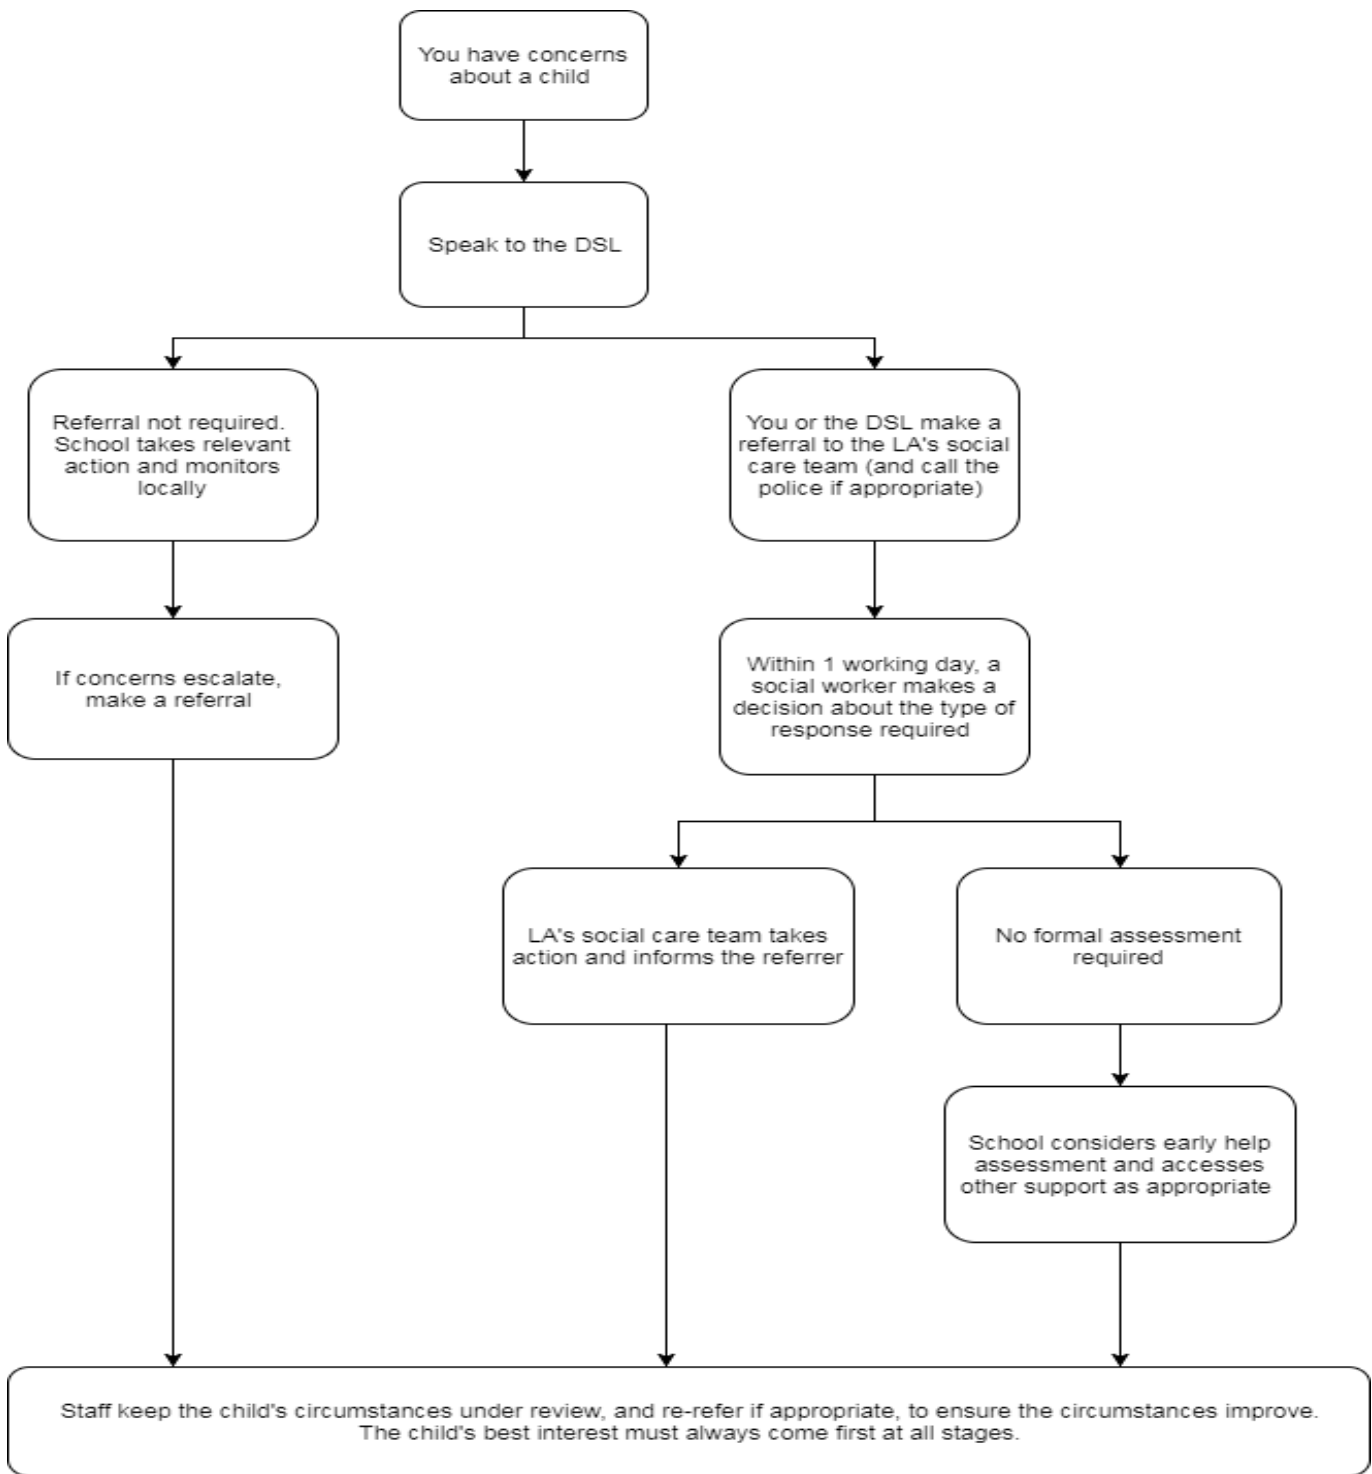 You have concerns
about a child
Speak to the DSL
Referral not required.
School takes relevant
action and monitors
locally
You or the DSL make a
referral to the LA's social
care team (and call the
police if appropriate)
If concerns escalate,
make a referral
Within 1 working day, a
social worker makes a
decision about the type of
response required
LA's social care team takes
action and informs the referrer
No formal assessment
required
School considers early help
assessment and accesses
other support as appropriate
Staff keep the child's circumstances under review, and re-refer if appropriate, to ensure the circumstances improve.
The child's best interest must always come first at all stages.